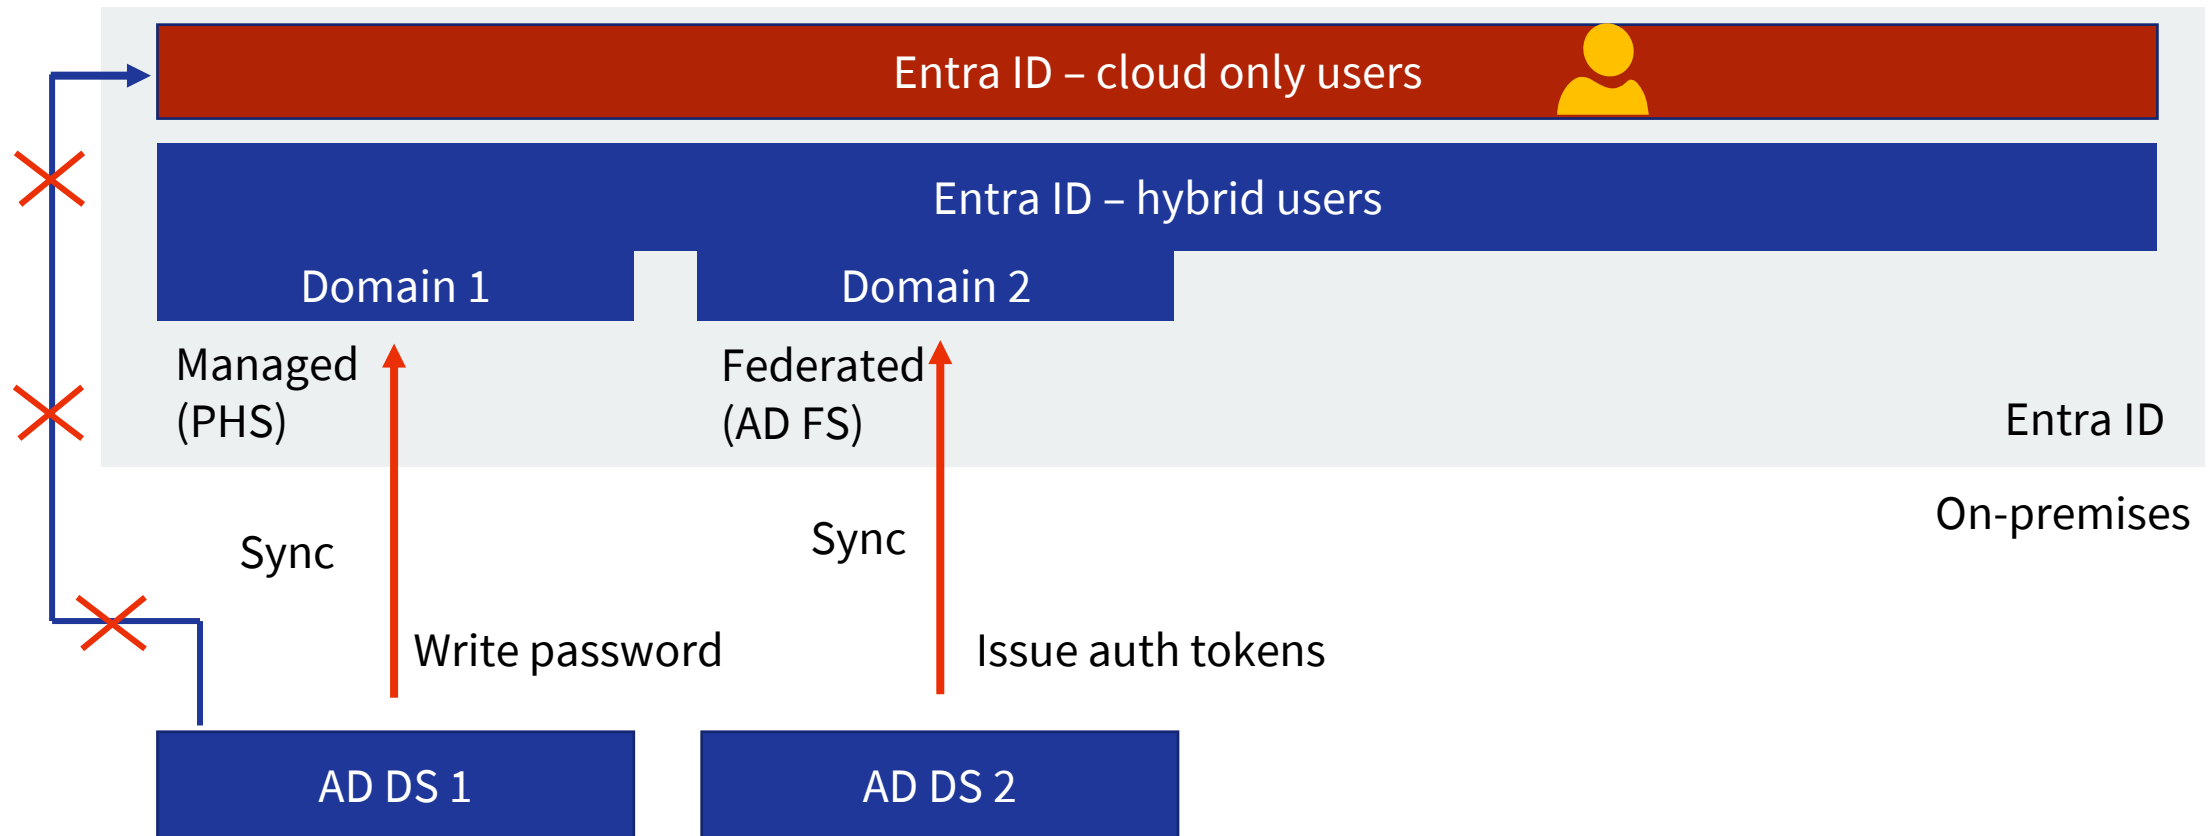 Entra ID – cloud only users
Entra ID – hybrid users
Domain 1
Domain 2
Managed
(PHS)
Federated
(AD FS)
Entra ID
On-premises
Sync
Sync
Write password
Issue auth tokens
AD DS 1
AD DS 2